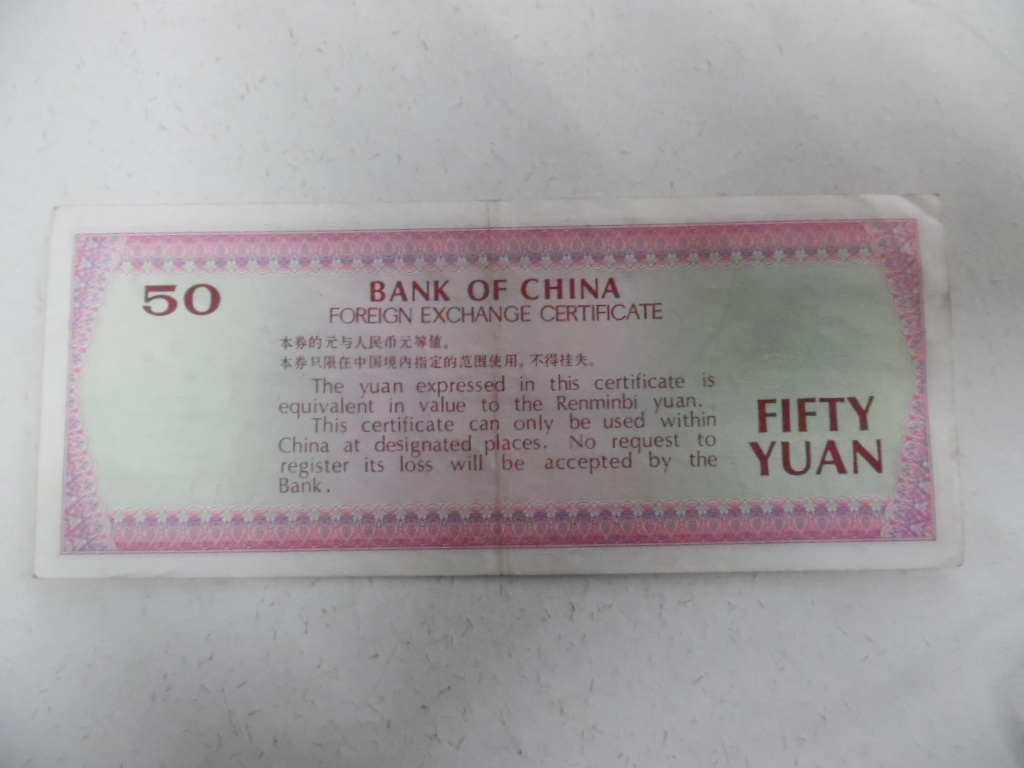 50
BANK OF CHINA
FOREIGN EXCHANGE CERTIFICATE
本券的元与人民币元等值。
本券只限在中国境内指定的范围使用。不得挂失。
The yuan expressed in this certificate is
equivalent in value to the Renminbi yuan.
This certificate can only be used within
China at designated places. No request to
register its loss will be accepted by the
Bank.
FIFTY
YUAN